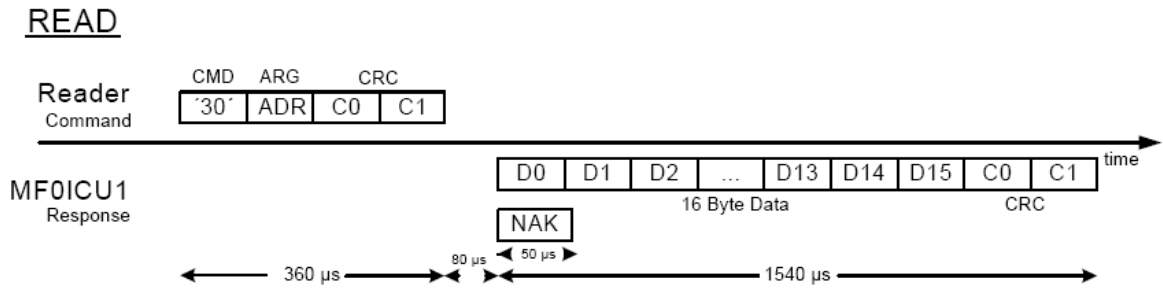 READ
CMD ARG CRC
Reader ´30´ ADR C0 C1
Command
time
MF0ICU1 D0 D1 D2 ... D13 D14 D15 C0 C1
Response 16 Byte Data CRC
NAK
80 µs 50 µs
360 µs 1540 µs